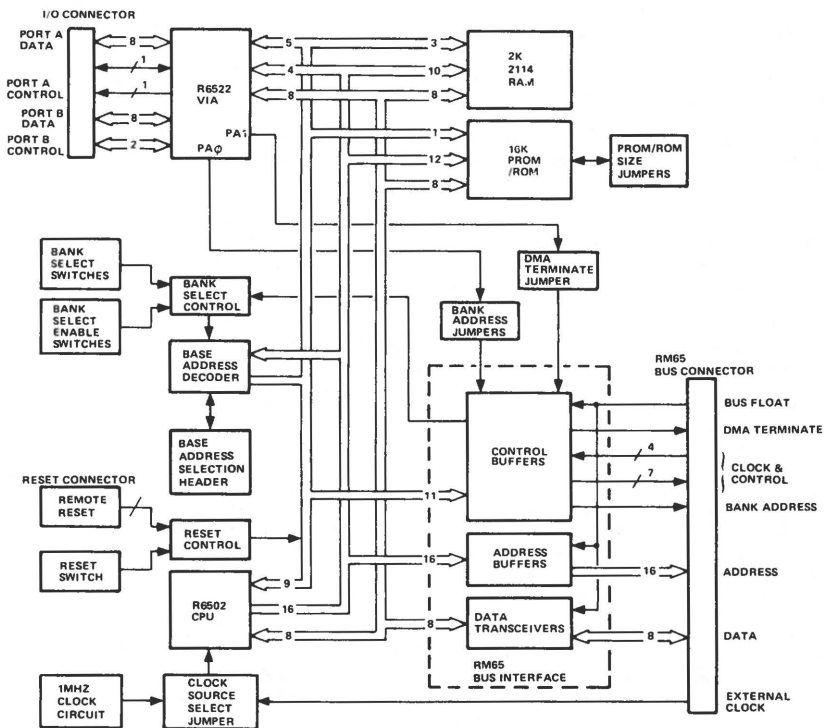 I/O CONNECTOR
PORT A
DATA
PORT A
CONTROL
PORT B
DATA
PORT B
CONTROL
8
1
1
8
2
R6522
VIA
PA1
PAϕ
5
4
8
3
10
8
2K
2114
RAM
1
12
8
16K
PROM
/ROM
PROM/ROM
SIZE
JUMPERS
BANK
SELECT
SWITCHES
BANK
SELECT
ENABLE
SWITCHES
BANK
SELECT
CONTROL
BASE
ADDRESS
DECODER
BASE
ADDRESS
SELECTION
HEADER
DMA
TERMINATE
JUMPER
BANK
ADDRESS
JUMPERS
RM65
BUS CONNECTOR
BUS FLOAT
DMA TERMINATE
4
CLOCK &
CONTROL
7
BANK ADDRESS
CONTROL
BUFFERS
11
RESET CONNECTOR
REMOTE
RESET
RESET
SWITCH
RESET
CONTROL
16
ADDRESS
BUFFERS
16
ADDRESS
R6502
CPU
9
16
8
8
DATA
TRANSCEIVERS
8
DATA
RM65
BUS INTERFACE
1MHZ
CLOCK
CIRCUIT
CLOCK
SOURCE
SELECT
JUMPER
EXTERNAL
CLOCK